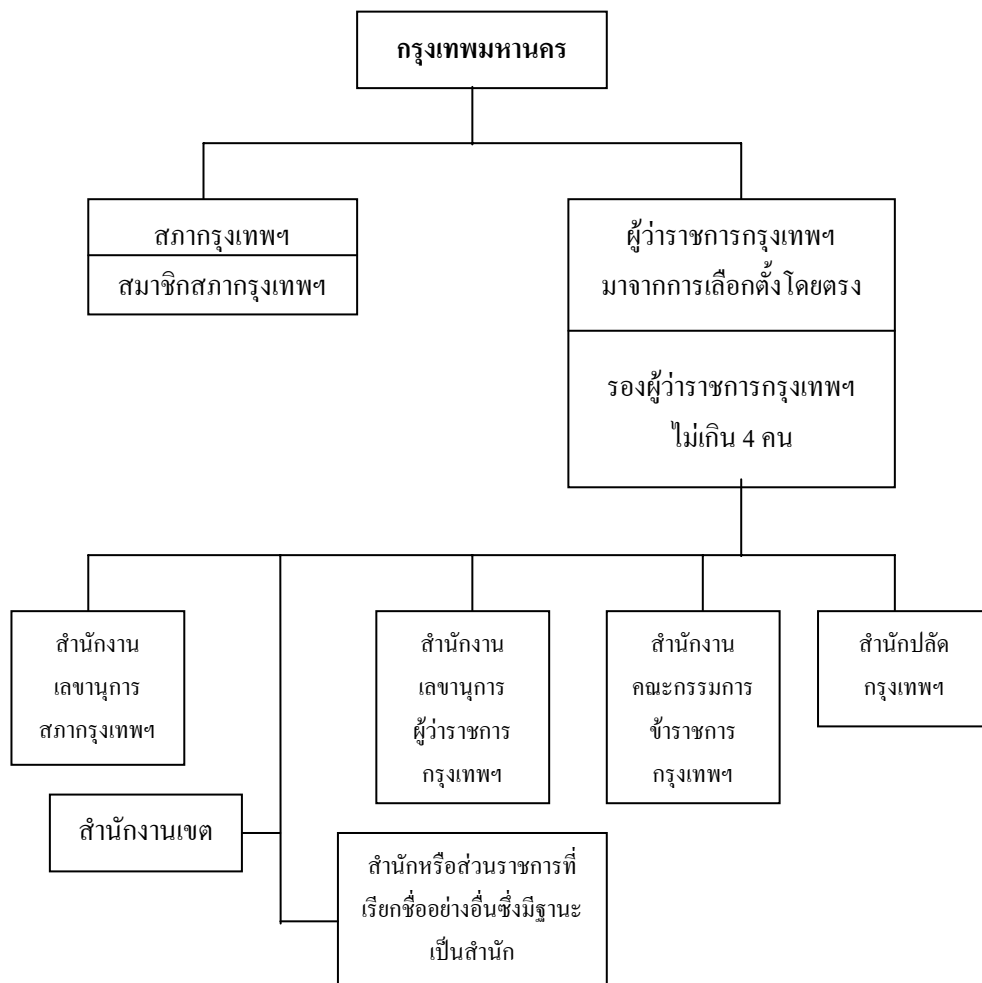 กรุงเทพมหานคร
สภากรุงเทพฯ
สมาชิกสภากรุงเทพฯ
ผู้ว่าราชการกรุงเทพฯ
มาจากการเลือกตั้งโดยตรง
รองผู้ว่าราชการกรุงเทพฯ
ไม่เกิน 4 คน
สำนักงาน
เลขานุการ
สภากรุงเทพฯ
สำนักงาน
เลขานุการ
ผู้ว่าราชการ
กรุงเทพฯ
สำนักงาน
คณะกรรมการ
ข้าราชการ
กรุงเทพฯ
สำนักปลัด
กรุงเทพฯ
สำนักงานเขต
สำนักหรือส่วนราชการที่
เรียกชื่ออย่างอื่นซึ่งมีฐานะ
เป็นสำนัก